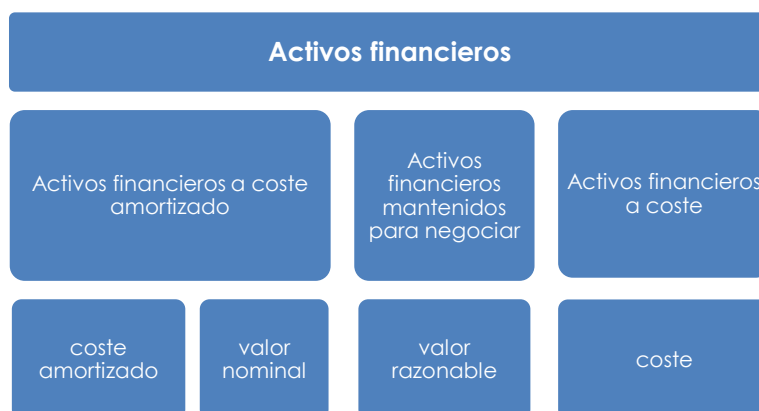 Activos financieros
Activos financieros a coste
amortizado
Activos
financieros
mantenidos
para negociar
Activos financieros
a coste
coste
amortizado
valor
nominal
valor
razonable
coste